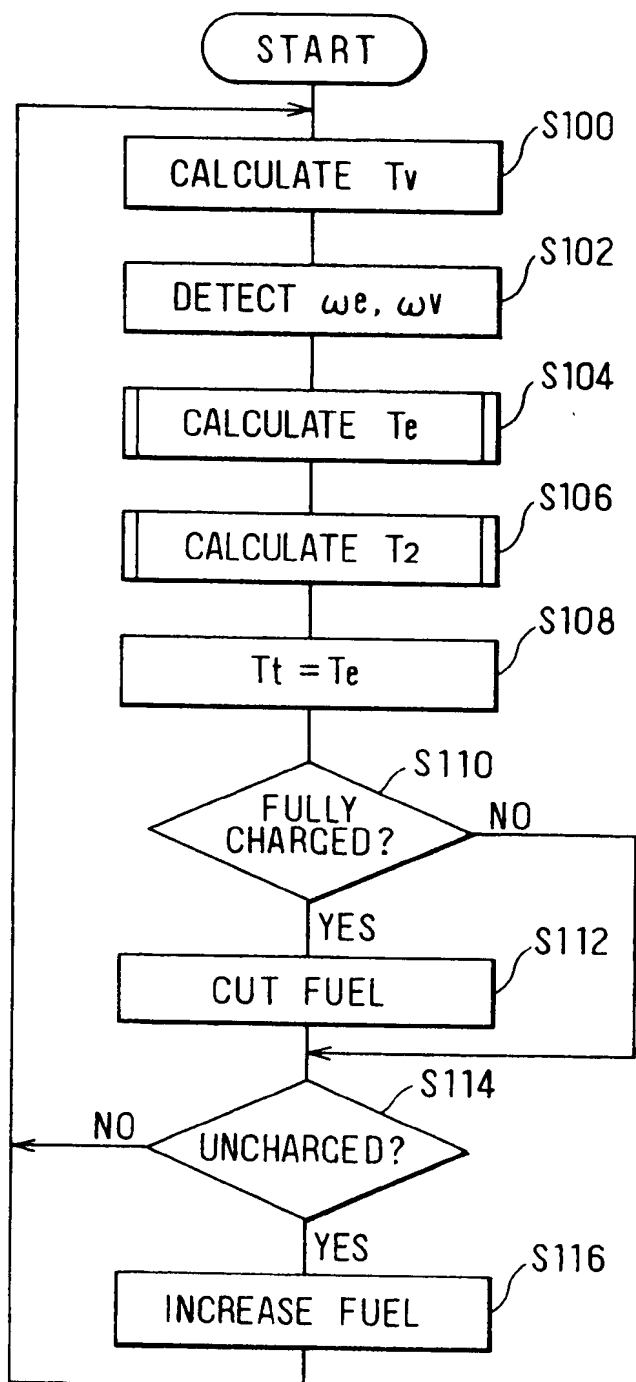 START
S100
CALCULATE Tv
S102
DETECT ωe, ωv
S104
CALCULATE Te
S106
CALCULATE T2
S108
Tt = Te
S110
FULLY
CHARGED?
NO
YES
S112
CUT FUEL
S114
NO
UNCHARGED?
YES
S116
INCREASE FUEL